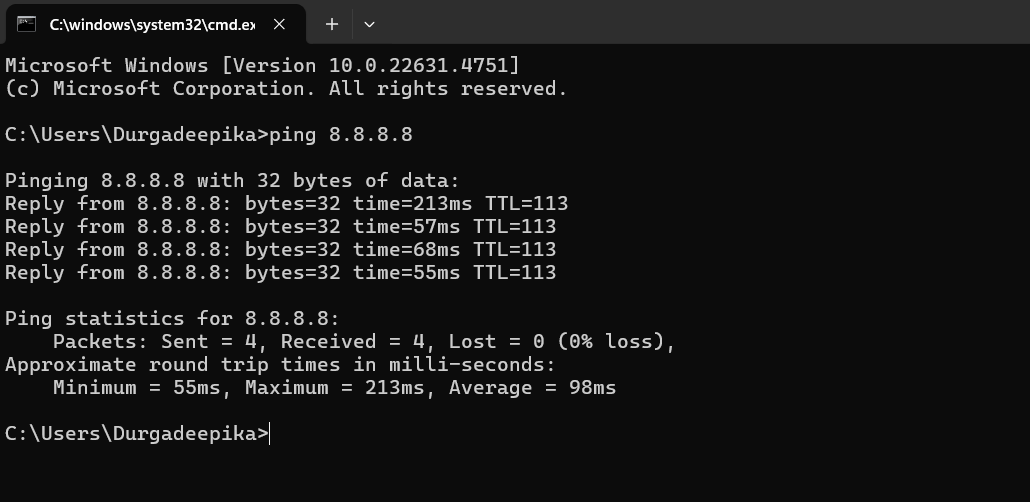 C:\windows\system32\cmd.ex
Microsoft Windows [Version 10.0.22631.4751]
(c) Microsoft Corporation. All rights reserved.
C:\Users\Durgadeepika>ping 8.8.8.8
Pinging 8.8.8.8 with 32 bytes of data:
Reply from 8.8.8.8: bytes=32 time=213ms TTL=113
Reply from 8.8.8.8: bytes=32 time=57ms TTL=113
Reply from 8.8.8.8: bytes=32 time=68ms TTL=113
Reply from 8.8.8.8: bytes=32 time=55ms TTL=113
Ping statistics for 8.8.8.8:
    Packets: Sent = 4, Received = 4, Lost = 0 (0% loss),
Approximate round trip times in milli-seconds:
    Minimum = 55ms, Maximum = 213ms, Average = 98ms
C:\Users\Durgadeepika>